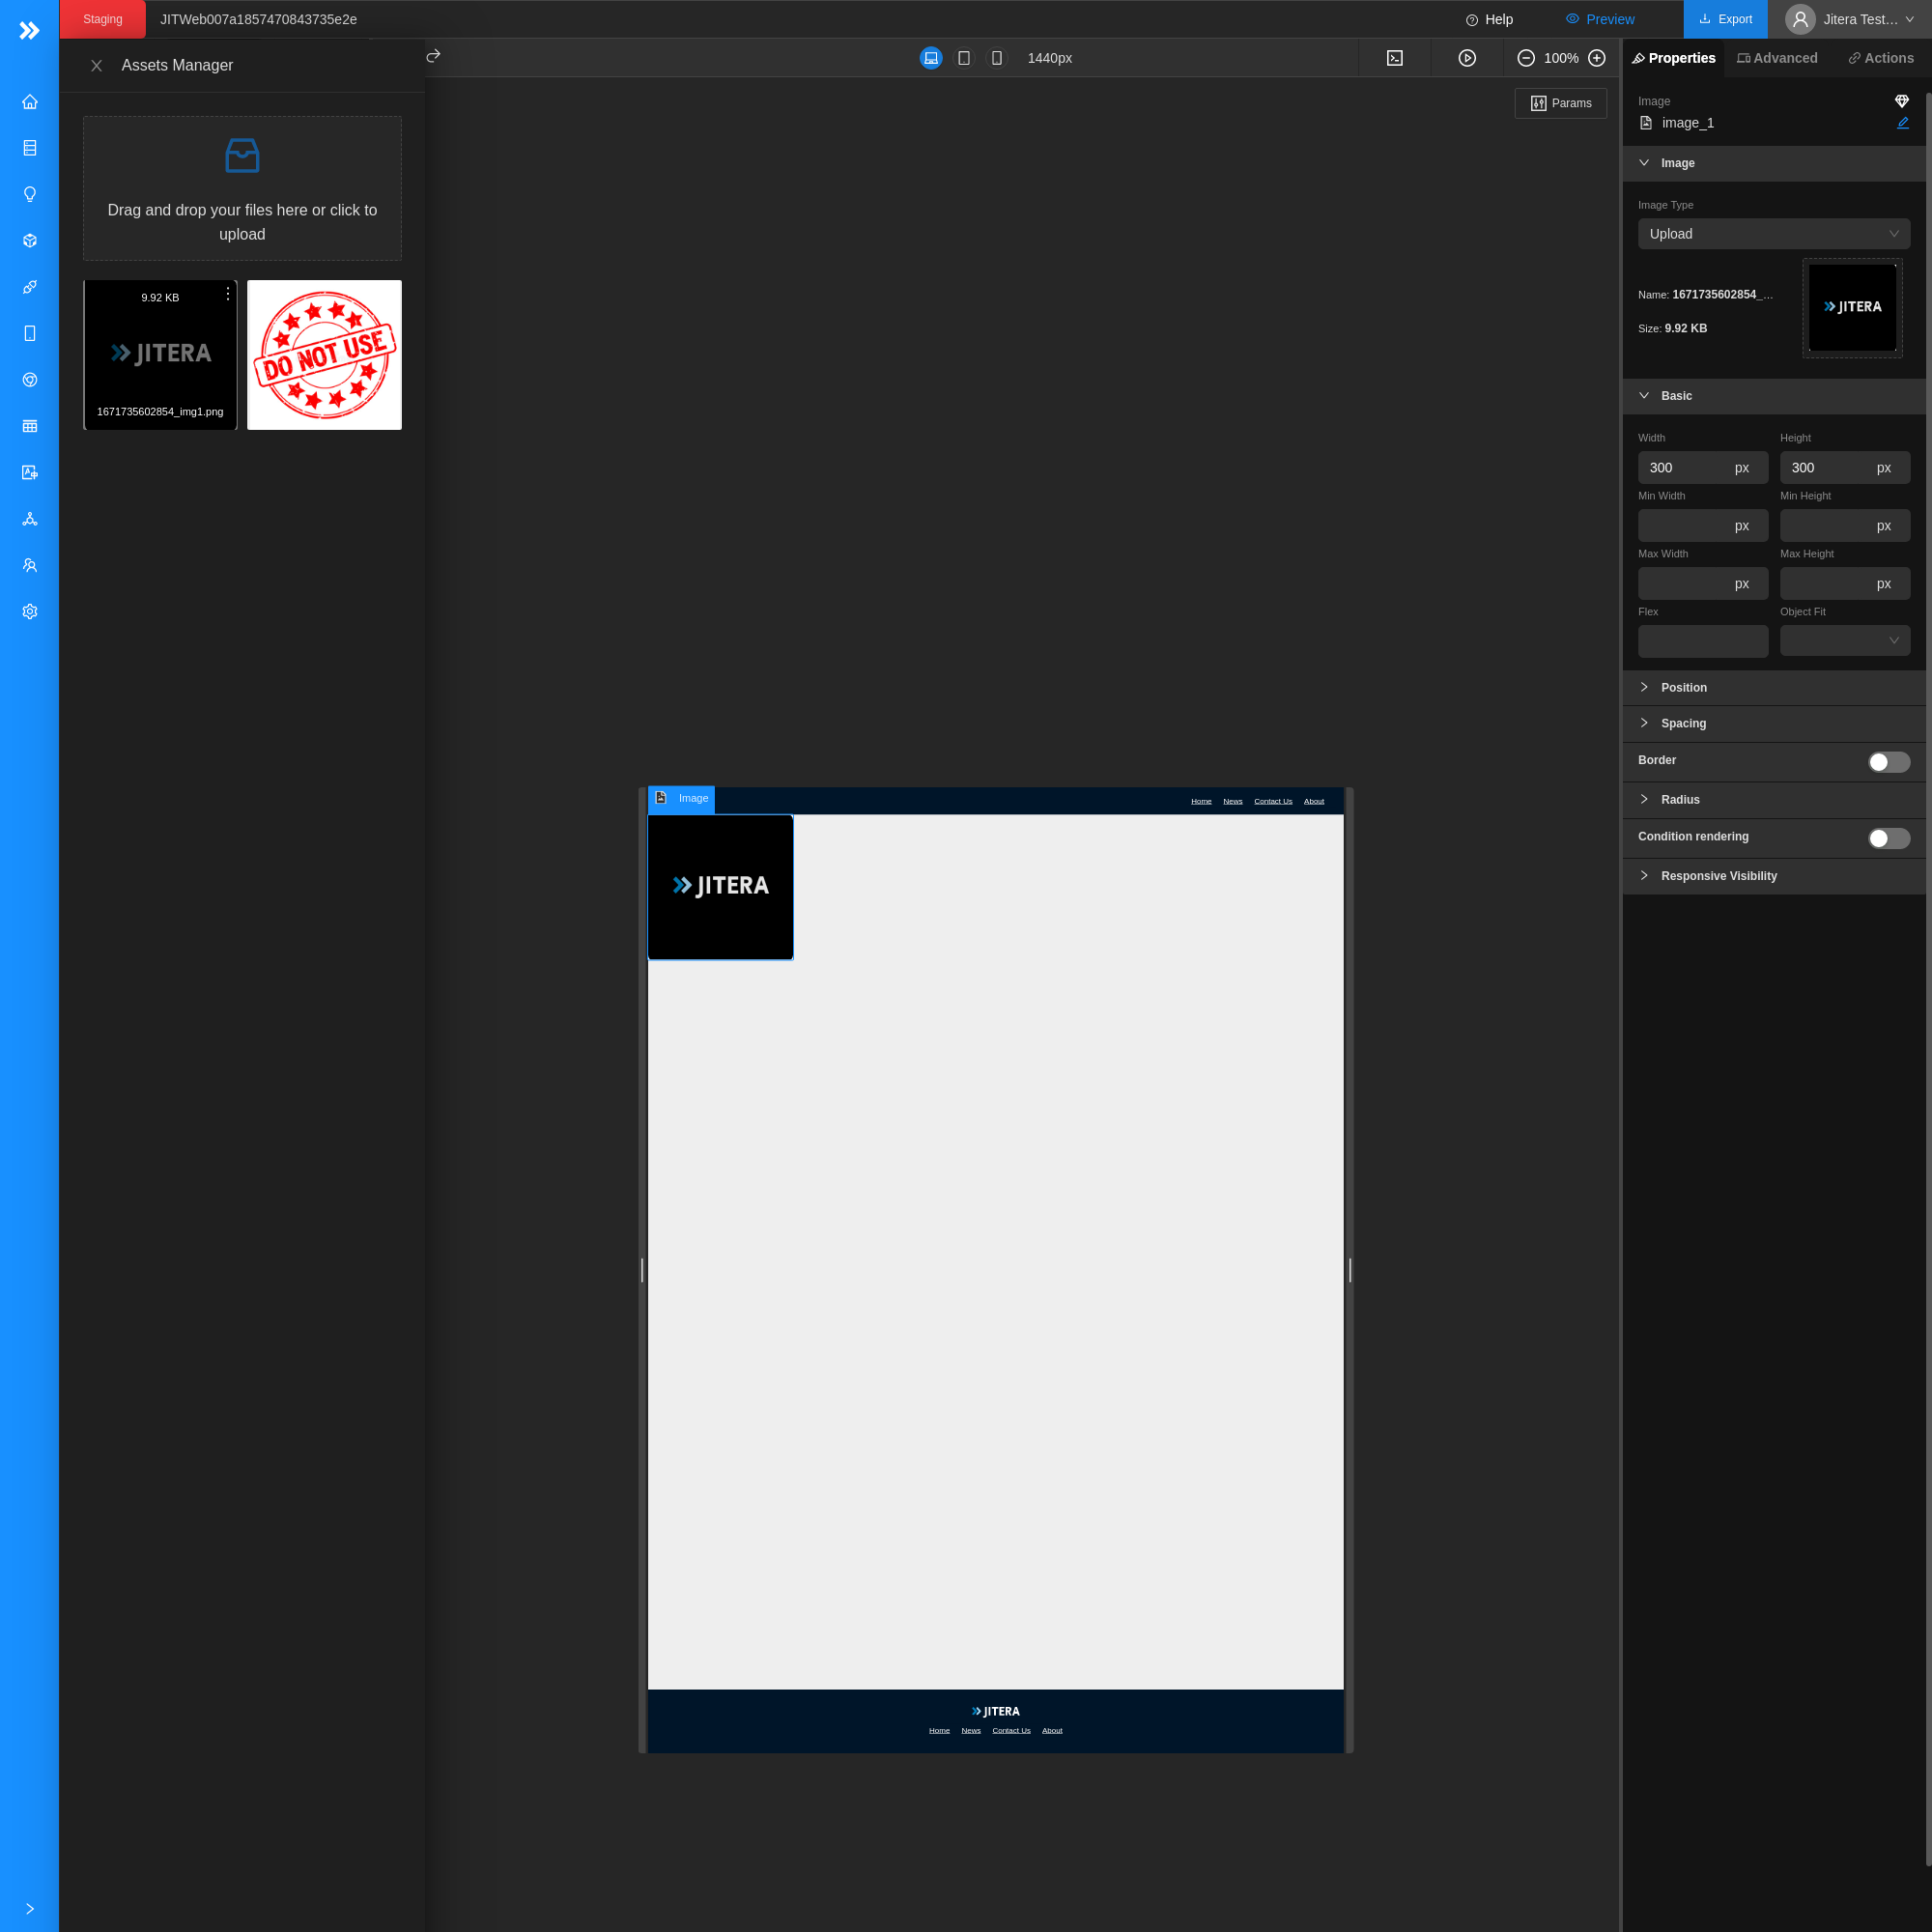 Staging
JITWeb007a1857470843735e2e
Help
Preview
Export
Jitera Test…
Assets Manager
1440px
100%
Properties
Advanced
Actions
Params
Drag and drop your files here or click to
upload
9.92 KB
JITERA
1671735602854_img1.png
DO NOT USE
Image
image_1
Image
Image Type
Upload
Name: 1671735602854_…
Size: 9.92 KB
JITERA
Basic
Width
Height
300
px
300
px
Min Width
Min Height
px
px
Max Width
Max Height
px
px
Flex
Object Fit
Position
Spacing
Border
Radius
Condition rendering
Responsive Visibility
Image
Home
News
Contact Us
About
JITERA
JITERA
Home
News
Contact Us
About